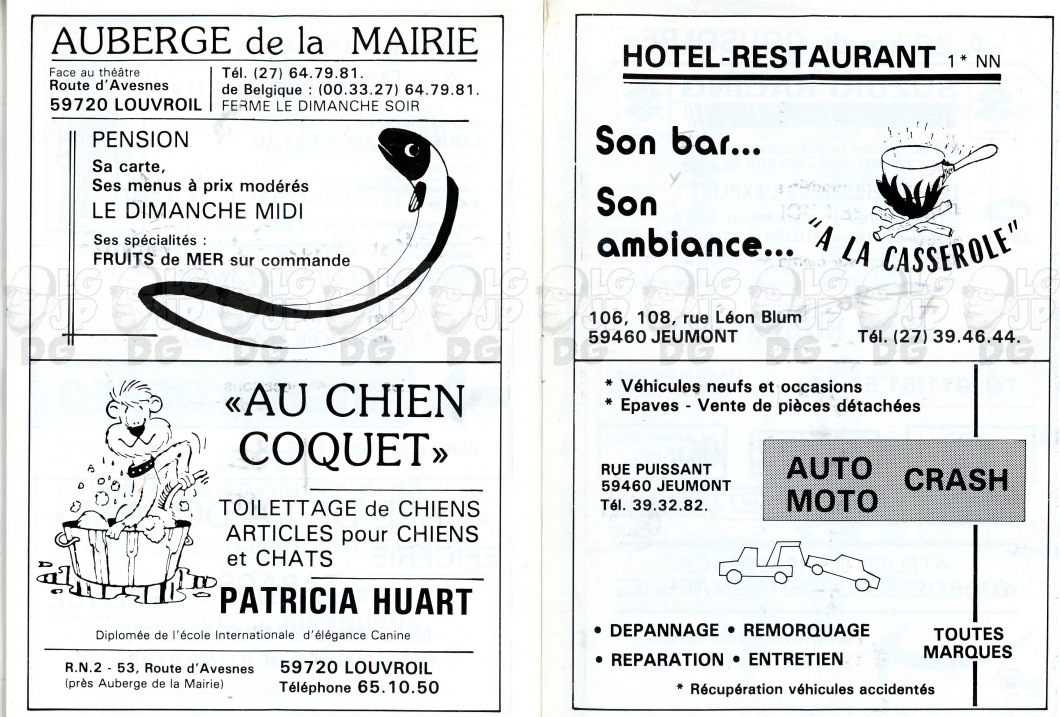 AUBERGE de la MAIRIE
Face au théâtre
Route d'Avesnes
59720 LOUVROIL
Tél. (27) 64.79.81.
de Belgique : (00.33.27) 64.79.81.
FERME LE DIMANCHE SOIR
PENSION
Sa carte,
Ses menus à prix modérés
LE DIMANCHE MIDI
Ses spécialités :
FRUITS de MER sur commande
«AU CHIEN
COQUET»
TOILETTAGE de CHIENS
ARTICLES pour CHIENS
et CHATS
PATRICIA HUART
Diplomée de l'école Internationale d'élégance Canine
R.N.2 - 53, Route d'Avesnes
(près Auberge de la Mairie)
59720 LOUVROIL
Téléphone 65.10.50
HOTEL-RESTAURANT 1* NN
Son bar...
Son
ambiance...
"A LA CASSEROLE"
106, 108, rue Léon Blum
59460 JEUMONT
Tél. (27) 39.46.44.
* Véhicules neufs et occasions
* Epaves - Vente de pièces détachées
RUE PUISSANT
59460 JEUMONT
Tél. 39.32.82.
AUTO CRASH
MOTO
• DEPANNAGE • REMORQUAGE
• REPARATION • ENTRETIEN
TOUTES
MARQUES
* Récupération véhicules accidentés